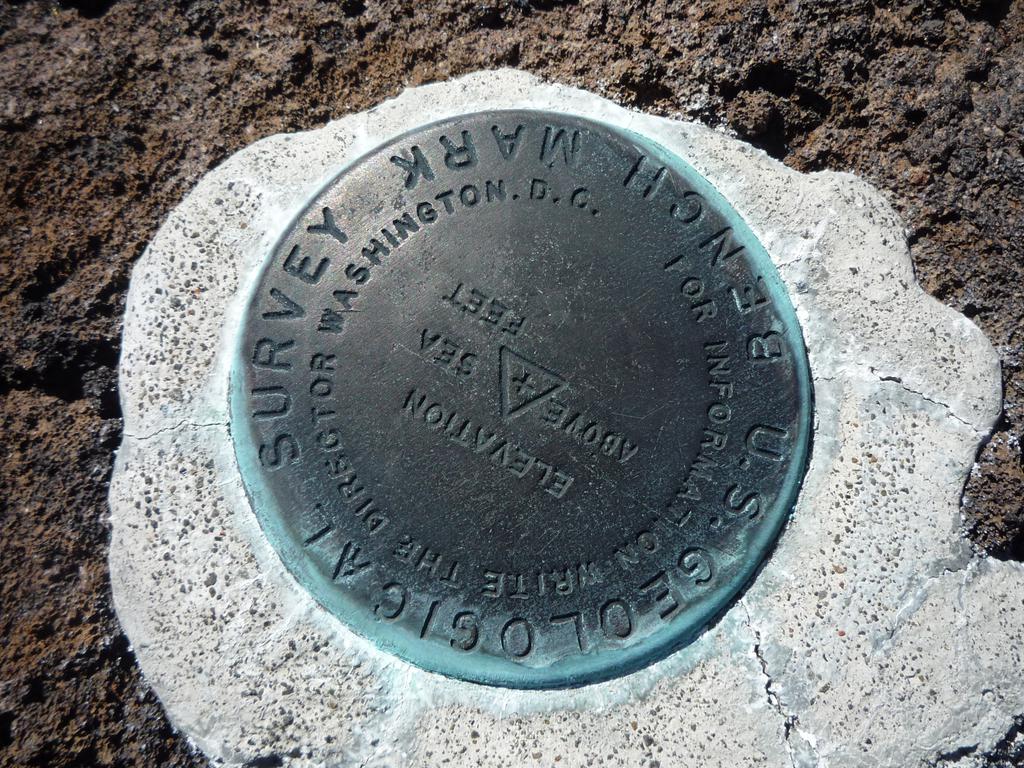 U.S. GEOLOGICAL SURVEY
BENCH MARK
FOR INFORMATION WRITE THE DIRECTOR WASHINGTON. D.C.
ELEVATION ABOVE
SEA
FEET